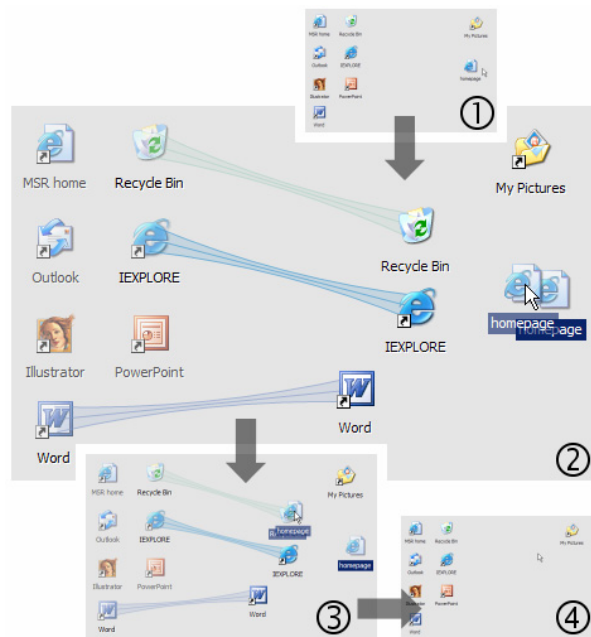 MSR home Recycle Bin My Pictures
Outlook IEXPLORE homepage
Illustrator PowerPoint
Word
①
MSR home Recycle Bin My Pictures
Recycle Bin
Outlook IEXPLORE homepage homepage
IEXPLORE
Illustrator PowerPoint
Word
Word
②
MSR home Recycle Bin My Pictures
homepage
Outlook IEXPLORE
IEXPLORE homepage
Illustrator PowerPoint
Word
Word
③
MSR home Recycle Bin My Pictures
Outlook IEXPLORE
Illustrator PowerPoint
Word
④